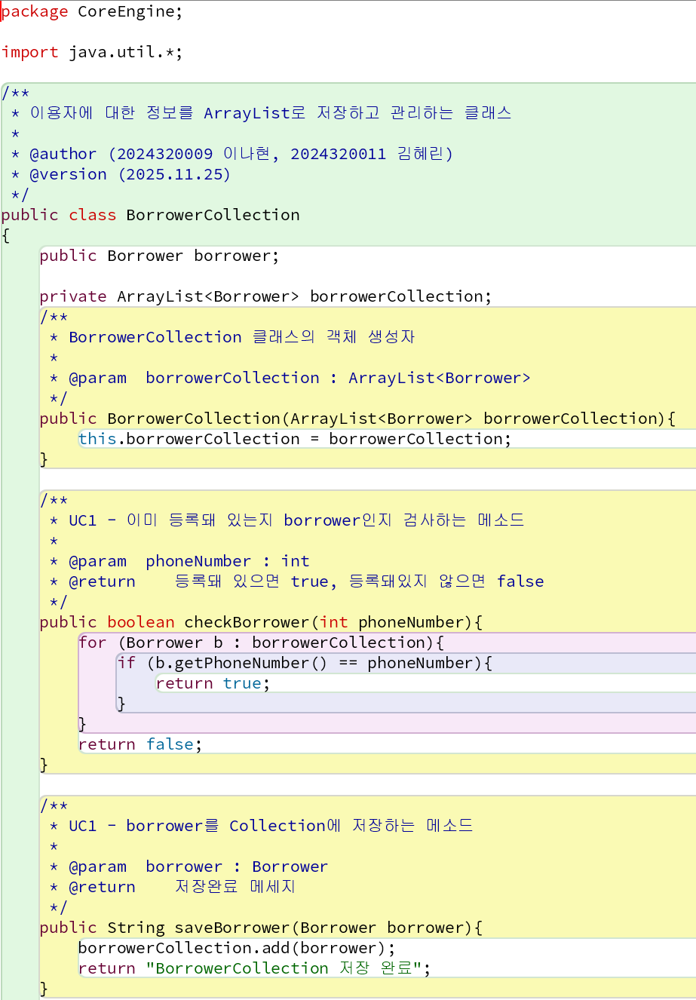 package CoreEngine;
import java.util.*;
/**
 * 이용자에 대한 정보를 ArrayList로 저장하고 관리하는 클래스
 *
 * @author (2024320009 이나현, 2024320011 김혜린)
 * @version (2025.11.25)
 */
public class BorrowerCollection
{
    public Borrower borrower;
    private ArrayList<Borrower> borrowerCollection;
    /**
     * BorrowerCollection 클래스의 객체 생성자
     *
     * @param  borrowerCollection : ArrayList<Borrower>
     */
    public BorrowerCollection(ArrayList<Borrower> borrowerCollection){
        this.borrowerCollection = borrowerCollection;
    }
    /**
     * UC1 - 이미 등록돼 있는지 borrower인지 검사하는 메소드
     *
     * @param  phoneNumber : int
     * @return    등록돼 있으면 true, 등록돼있지 않으면 false
     */
    public boolean checkBorrower(int phoneNumber){
        for (Borrower b : borrowerCollection){
            if (b.getPhoneNumber() == phoneNumber){
                return true;
            }
        }
        return false;
    }
    /**
     * UC1 - borrower를 Collection에 저장하는 메소드
     *
     * @param  borrower : Borrower
     * @return    저장완료 메세지
     */
    public String saveBorrower(Borrower borrower){
        borrowerCollection.add(borrower);
        return "BorrowerCollection 저장 완료";
    }